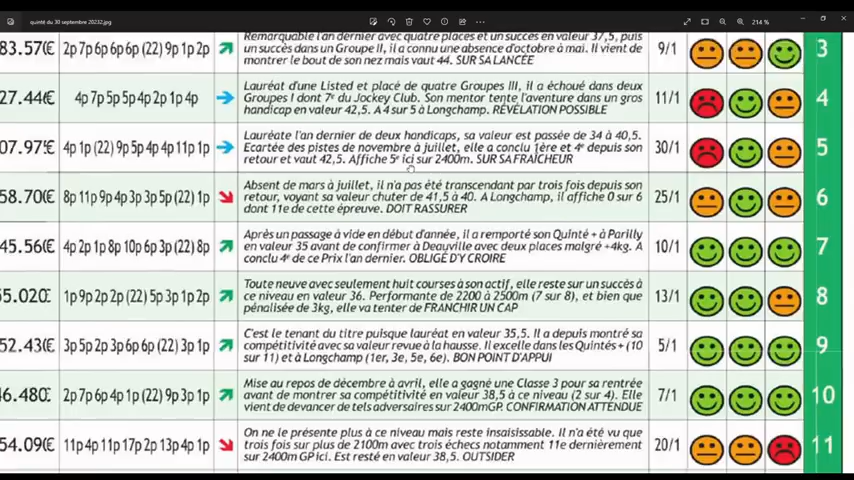 quinté du 30 septembre 20232.jpg
214 %
Remarquable l'an dernier avec quatre places et un succès en valeur 37,5, puis
83.57(€ 2p 7p 6p 6p 6p (22) 9p 1p 2p un succès dans un Groupe II, il a connu une absence d'octobre à mai. Il vient de 9/1 3
montrer le bout de son nez mais vaut 44. SUR SA LANCÉE
Lauréat d'une Listed et placé de quatre Groupes III, il a échoué dans deux
27.44(€ 4p 7p 5p 5p 4p 2p 1p 4p Groupes I dont 7e du Jockey Club. Son mentor tente l'aventure dans un gros 11/1 4
handicap en valeur 42,5. A 4 sur 5 à Longchamp. RÉVÉLATION POSSIBLE
Lauréate l'an dernier de deux handicaps, sa valeur est passée de 34 à 40,5.
07.97(€ 4p 1p (22) 9p 5p 4p 4p 11p 1p Ecartée des pistes de novembre à juillet, elle a conclu 1ère et 4e depuis son 30/1 5
retour et vaut 42,5. Affiche 5e ici sur 2400m. SUR SA FRAÎCHEUR
Absent de mars à juillet, il n'a pas été transcendant par trois fois depuis son
58.70(€ 8p 11p 9p 4p 3p 3p 5p (22) 1p retour, voyant sa valeur chuter de 41,5 à 40. A Longchamp, il affiche 0 sur 6 25/1 6
dont 11e de cette épreuve. DOIT RASSURER
Après un passage à vide en début d'année, il a remporté son Quinté + à Parilly
45.56(€ 4p 2p 1p 8p 10p 6p 3p (22) 8p en valeur 35 avant de confirmer à Deauville avec deux places malgré +4kg. A 10/1 7
conclu 4e de ce Prix l'an dernier. OBLIGÉ D'Y CROIRE
Toute neuve avec seulement huit courses à son actif, elle reste sur un succès à
55.020€ 1p 9p 2p 2p (22) 5p 3p 1p 2p ce niveau en valeur 36. Performante de 2200 à 2500m (7 sur 8), et bien que 13/1 8
pénalisée de 3kg, elle va tenter de FRANCHIR UN CAP
C'est le tenant du titre puisque lauréat en valeur 35,5. Il a depuis montré sa
52.43(€ 3p 5p 2p 3p 6p 6p (22) 3p 1p compétitivité avec sa valeur revue à la hausse. Il excelle dans les Quintés + (10 5/1 9
sur 11) et à Longchamp (1er, 3e, 5e, 6e). BON POINT D'APPUI
Mise au repos de décembre à avril, elle a gagné une Classe 3 pour sa rentrée
46.480€ 2p 7p 6p 4p 1p (22) 9p 3p 1p avant de montrer sa compétitivité en valeur 38,5 à ce niveau (2 sur 4). Elle 7/1 10
vient de devancer de tels adversaires sur 2400mGP. CONFIRMATION ATTENDUE
On ne le présente plus à ce niveau mais reste insaisissable. Il n'a été vu que
54.09(€ 11p 4p 11p 17p 2p 13p 4p 1p trois fois sur plus de 2100m avec trois échecs notamment 11e dernièrement 20/1 11
sur 2400m GP ici. Est resté en valeur 38,5. OUTSIDER